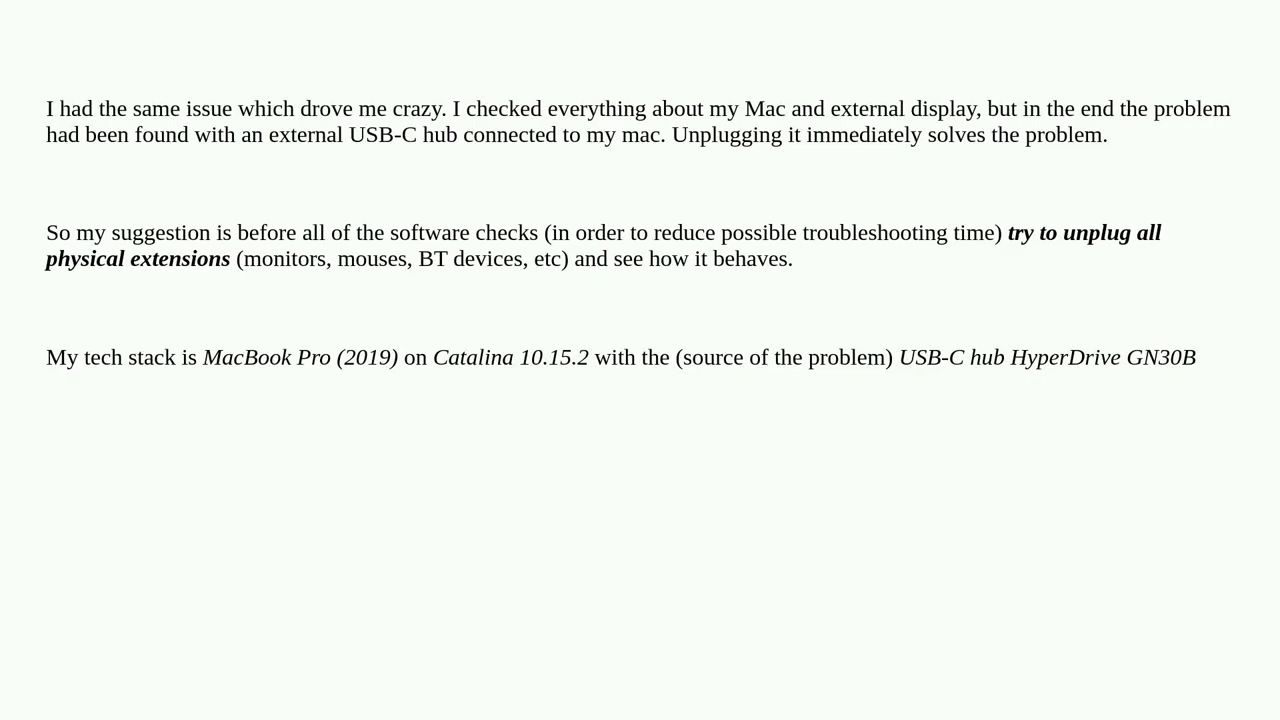 I had the same issue which drove me crazy. I checked everything about my Mac and external display, but in the end the problem
had been found with an external USB-C hub connected to my mac. Unplugging it immediately solves the problem.
So my suggestion is before all of the software checks (in order to reduce possible troubleshooting time) try to unplug all
physical extensions (monitors, mouses, BT devices, etc) and see how it behaves.
My tech stack is MacBook Pro (2019) on Catalina 10.15.2 with the (source of the problem) USB-C hub HyperDrive GN30B